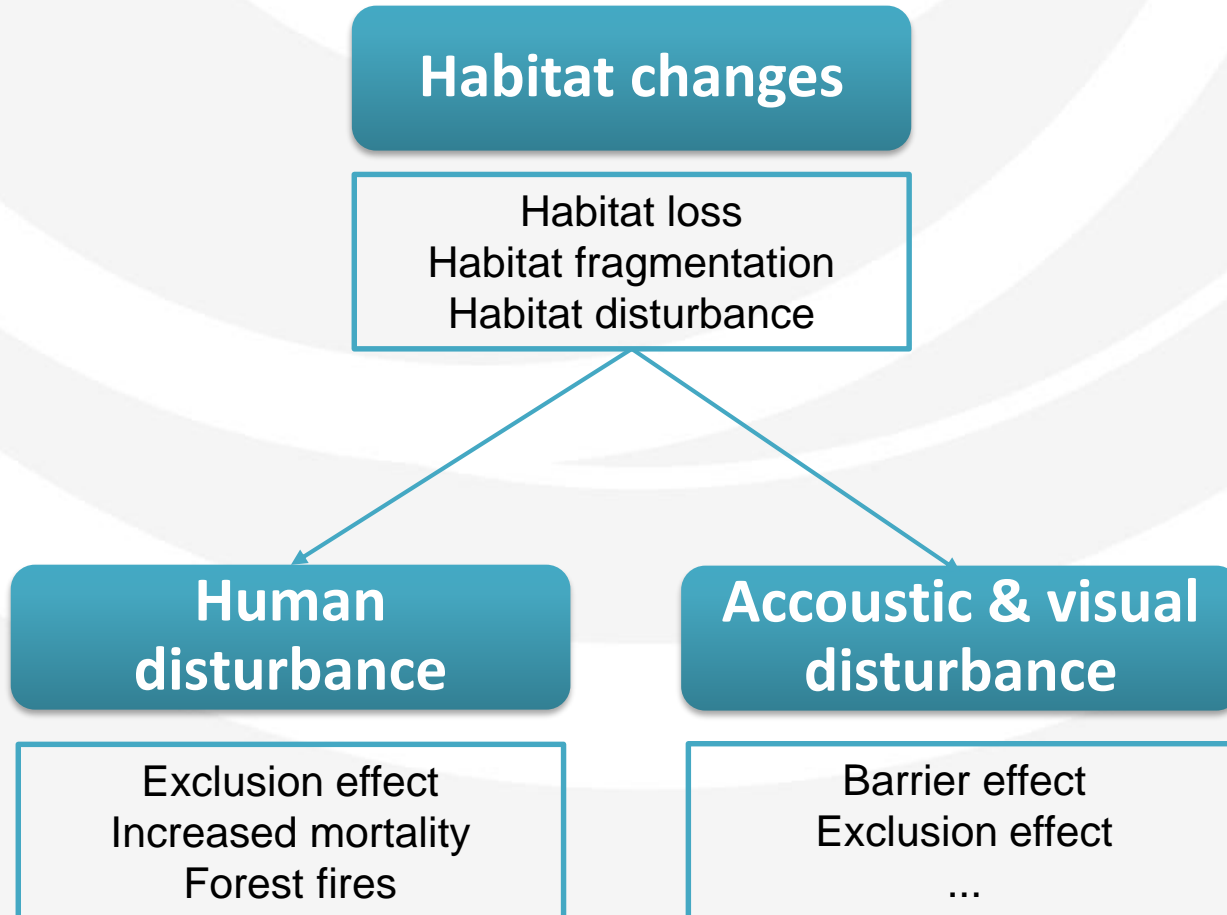 Habitat changes
Habitat loss
Habitat fragmentation
Habitat disturbance
Human
disturbance
Exclusion effect
Increased mortality
Forest fires
Accoustic & visual
disturbance
Barrier effect
Exclusion effect
...